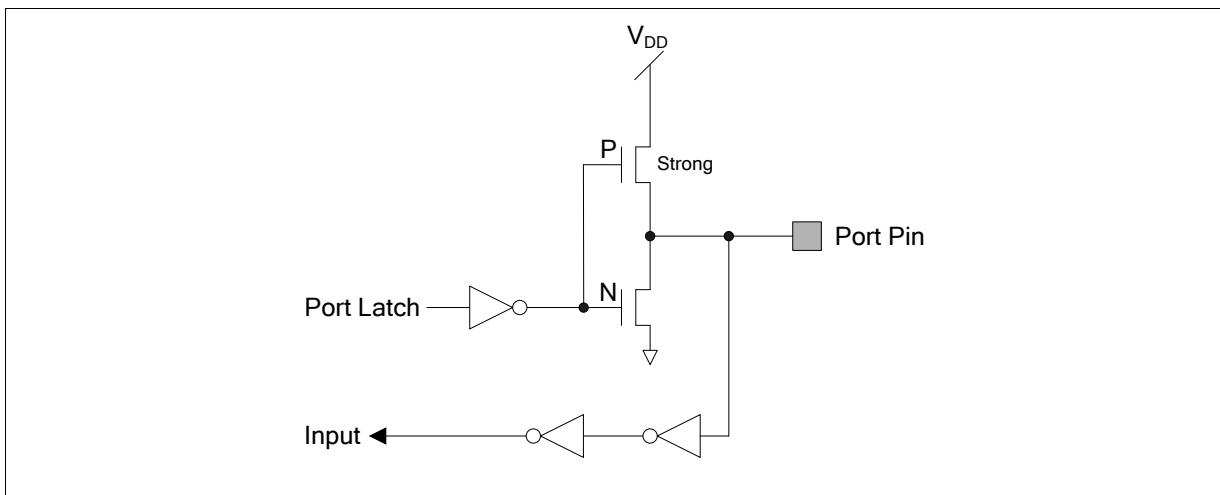 VDD
P
Strong
Port Pin
N
Port Latch
Input